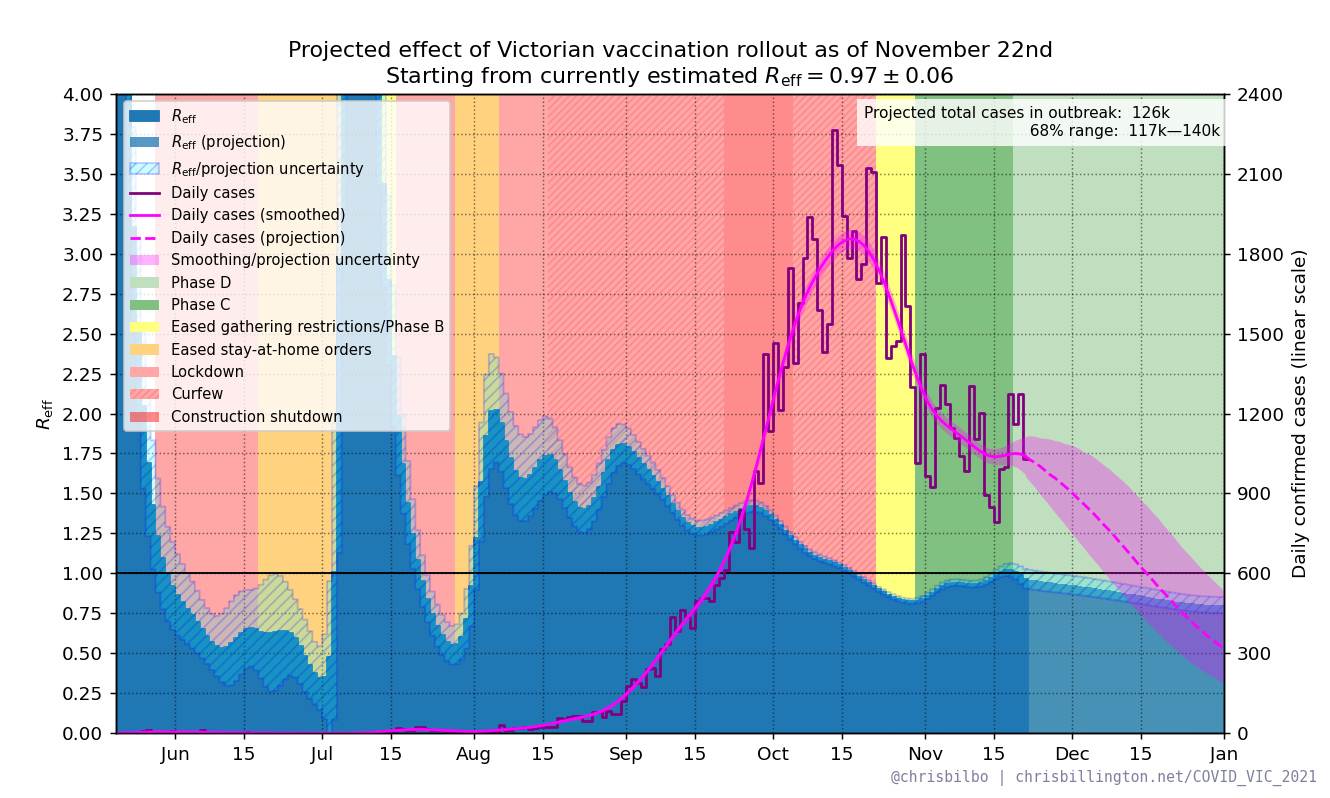 Projected effect of Victorian vaccination rollout as of November 22nd
Starting from currently estimated Reff = 0.97 ± 0.06
Projected total cases in outbreak: 126k
68% range: 117k—140k
Reff
Reff (projection)
Reff/projection uncertainty
Daily cases
Daily cases (smoothed)
Daily cases (projection)
Smoothing/projection uncertainty
Phase D
Phase C
Eased gathering restrictions/Phase B
Eased stay-at-home orders
Lockdown
Curfew
Construction shutdown
Reff
4.00
3.75
3.50
3.25
3.00
2.75
2.50
2.25
2.00
1.75
1.50
1.25
1.00
0.75
0.50
0.25
0.00
2400
2100
1800
1500
1200
900
600
300
0
Daily confirmed cases (linear scale)
Jun 15 Jul 15 Aug 15 Sep 15 Oct 15 Nov 15 Dec 15 Jan
@chrisbilbo | chrisbillington.net/COVID_VIC_2021